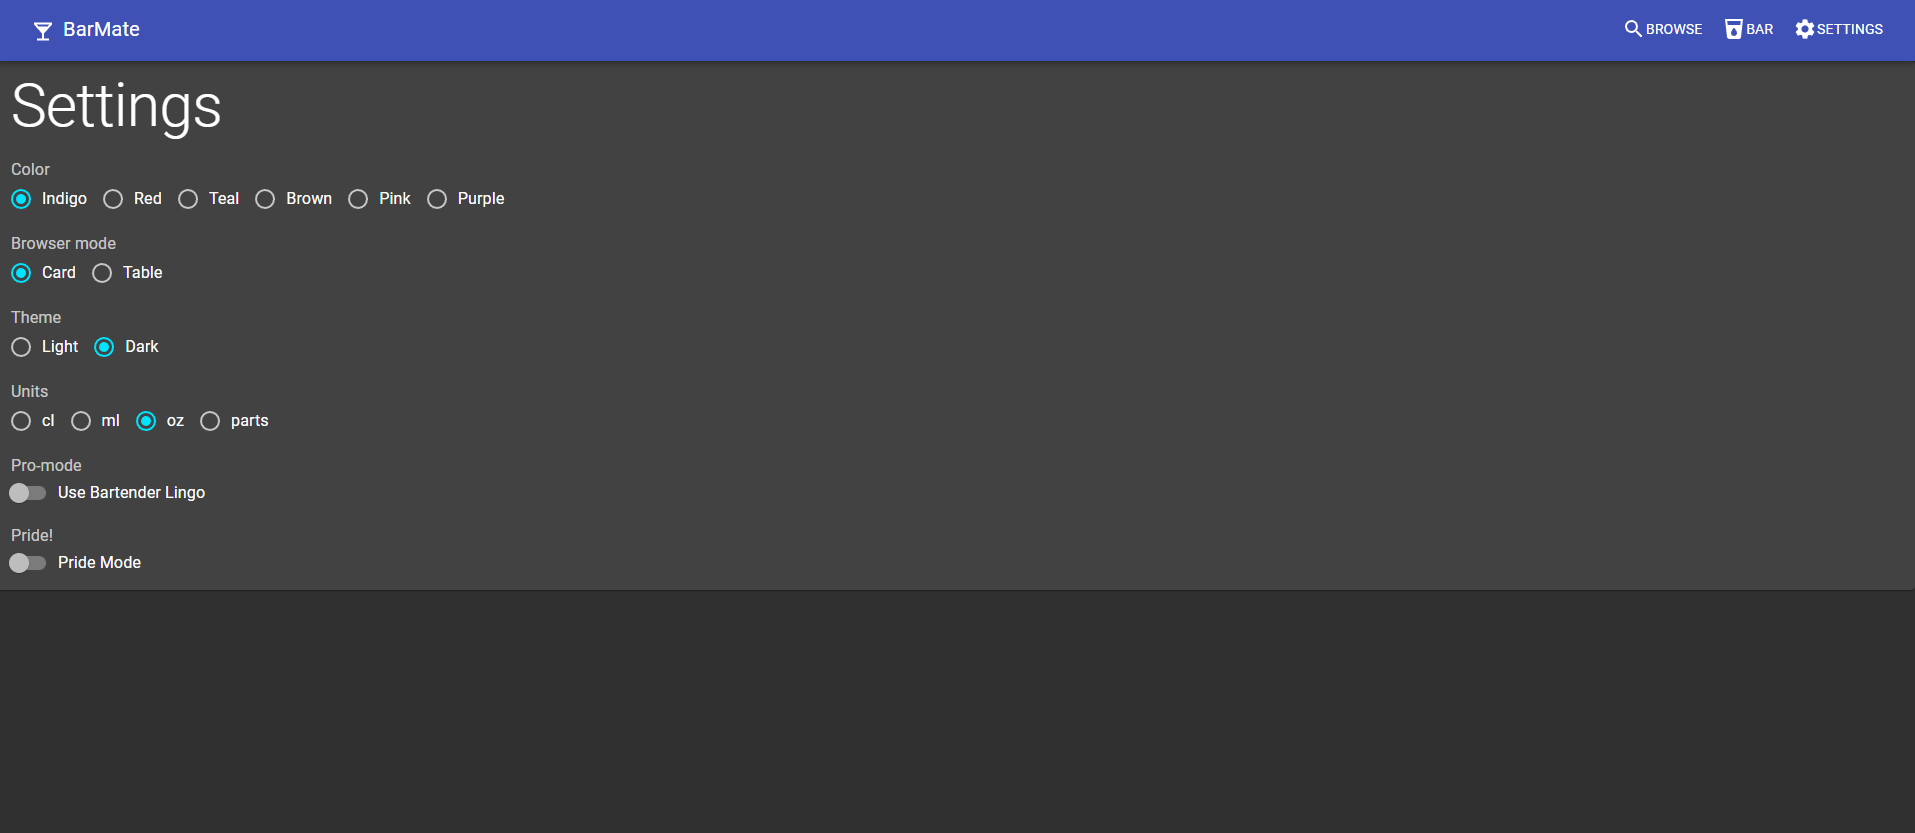 BarMate BROWSE BAR SETTINGS
Settings
Color
Indigo Red Teal Brown Pink Purple
Browser mode
Card Table
Theme
Light Dark
Units
cl ml oz parts
Pro-mode
Use Bartender Lingo
Pride!
Pride Mode